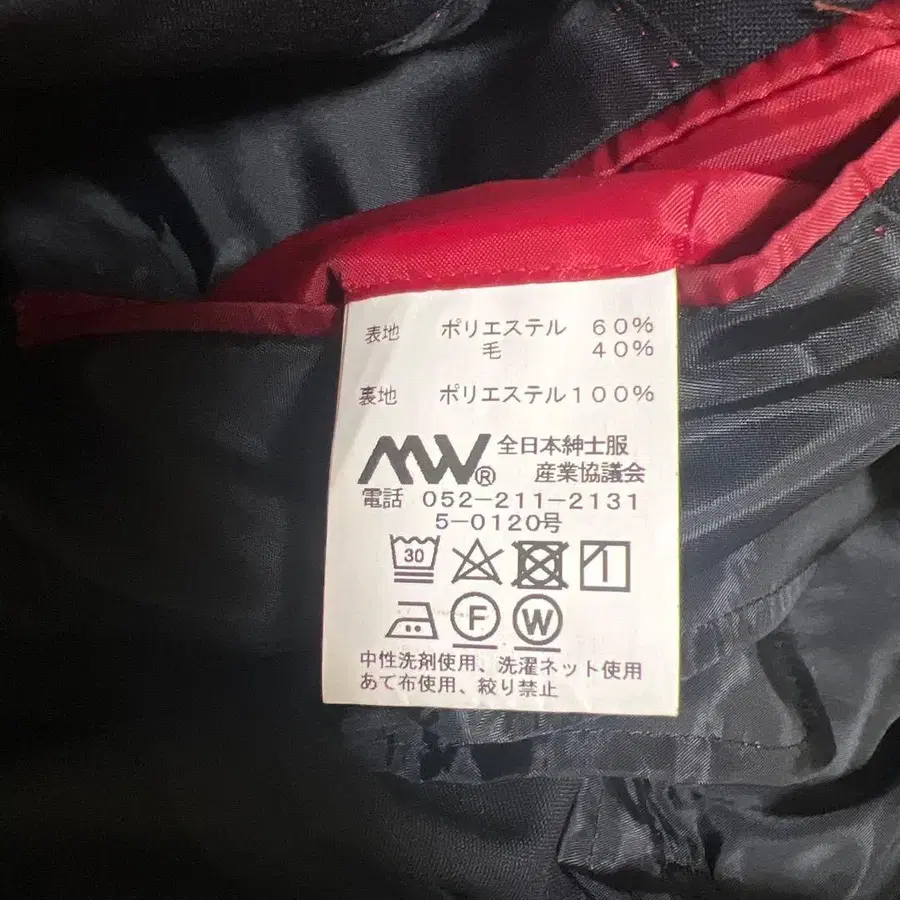 表地 ポリエステル 60%
毛 40%
裏地 ポリエステル100%
MW® 全日本紳士服
産業協議会
電話 052-211-2131
5-0120号
30
F W
中性洗剤使用、洗濯ネット使用
あて布使用、絞り禁止